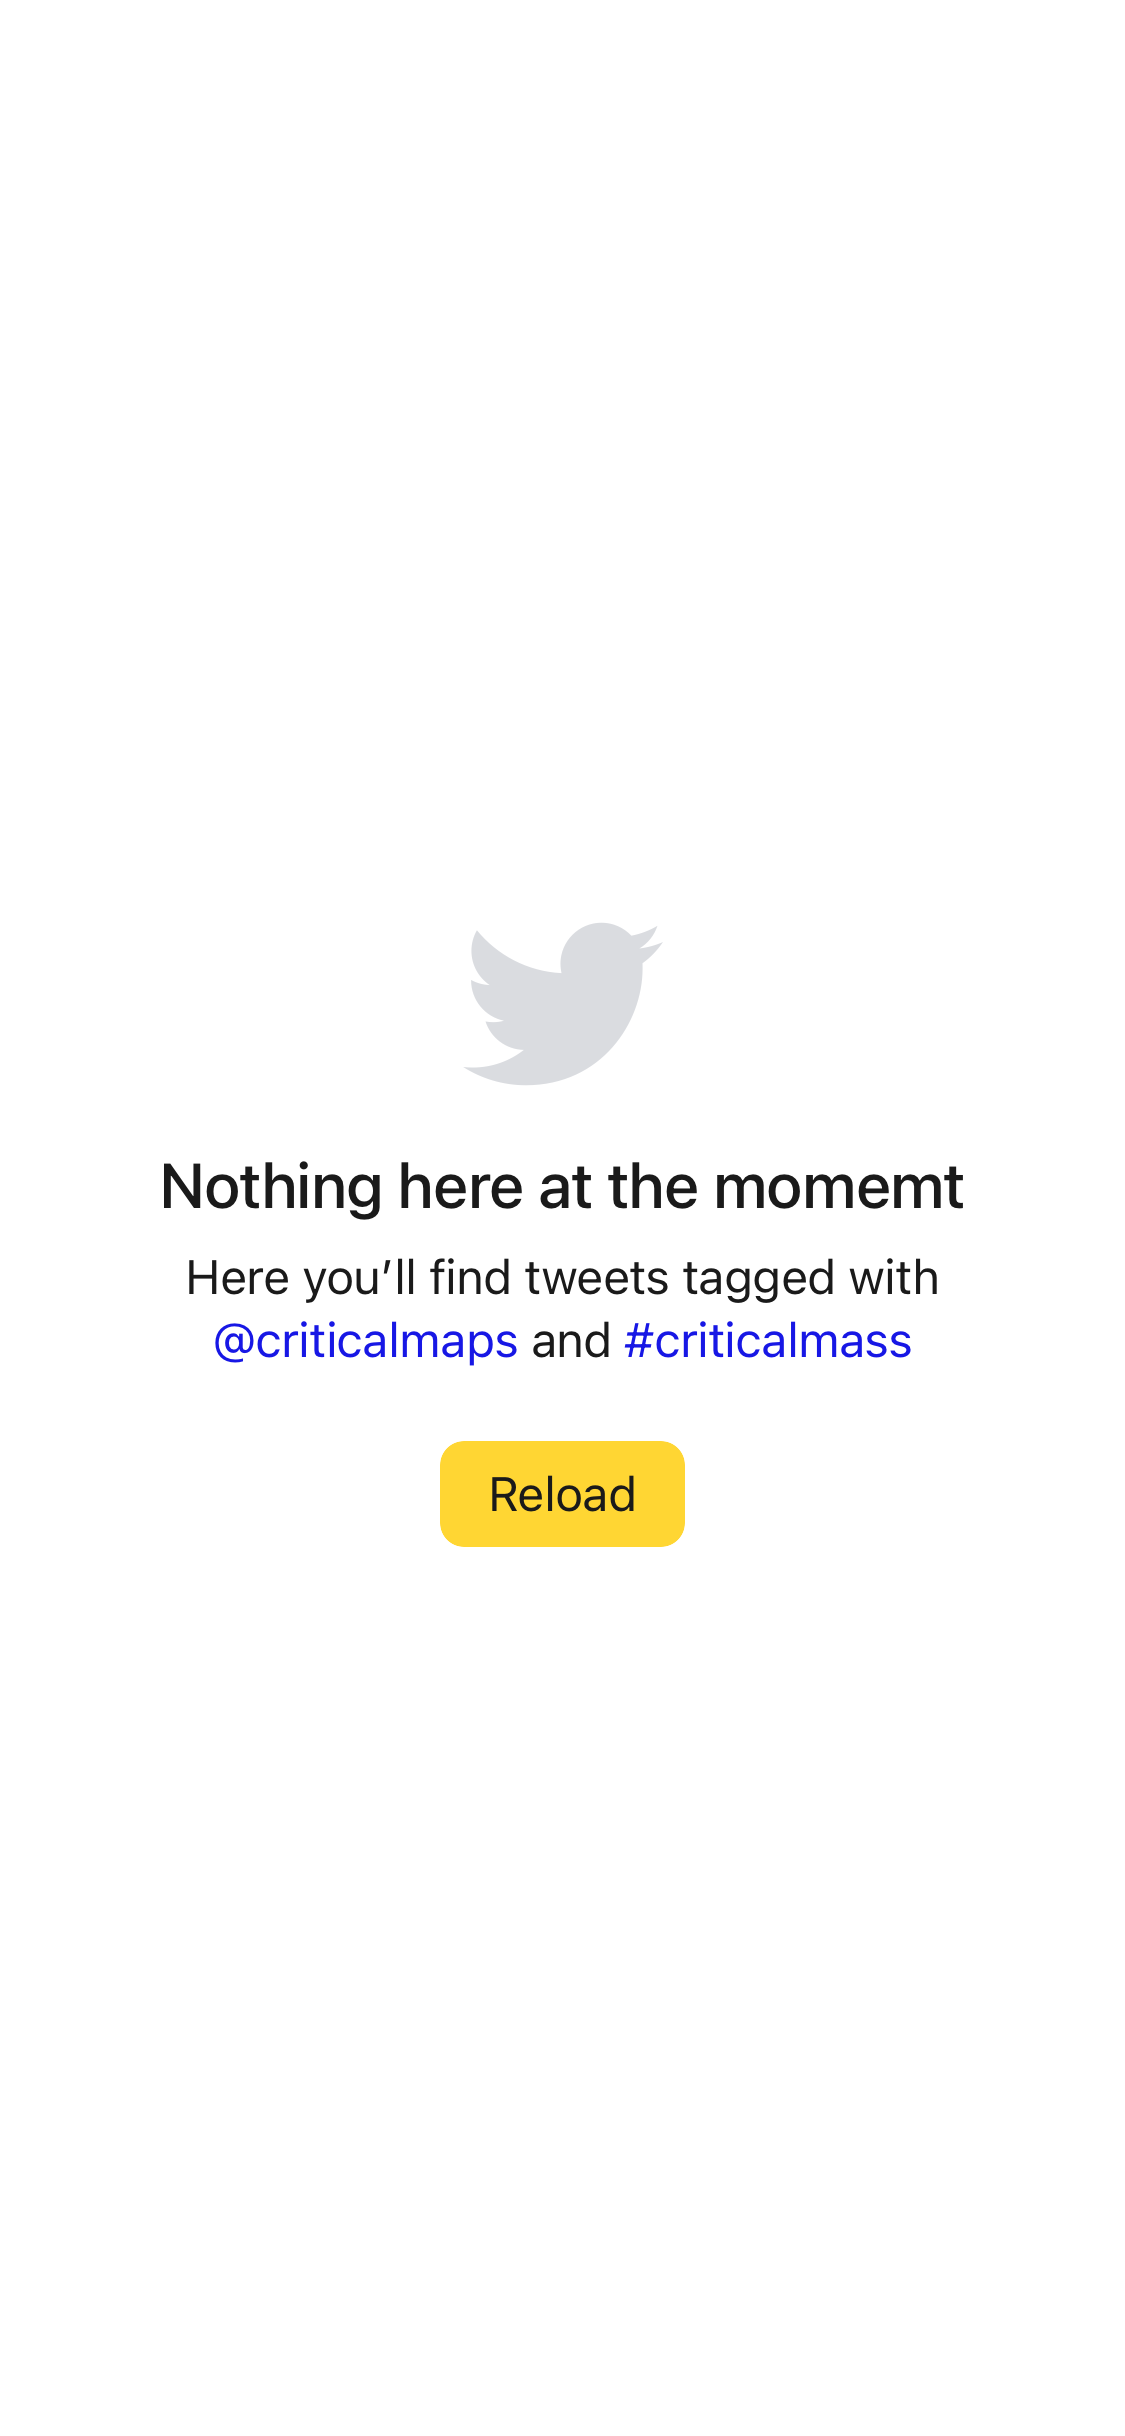 Nothing here at the momemt
Here you’ll find tweets tagged with
@criticalmaps and #criticalmass
Reload